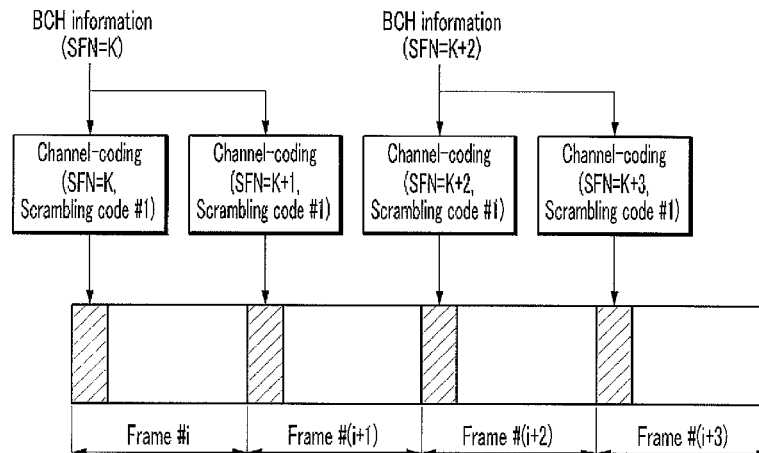 BCH information
(SFN=K)
BCH information
(SFN=K+2)
Channel-coding
(SFN=K,
Scrambling code #1)
Channel-coding
(SFN=K+1,
Scrambling code #1)
Channel-coding
(SFN=K+2,
Scrambling code #1)
Channel-coding
(SFN=K+3,
Scrambling code #1)
Frame #i
Frame #(i+1)
Frame #(i+2)
Frame #(i+3)